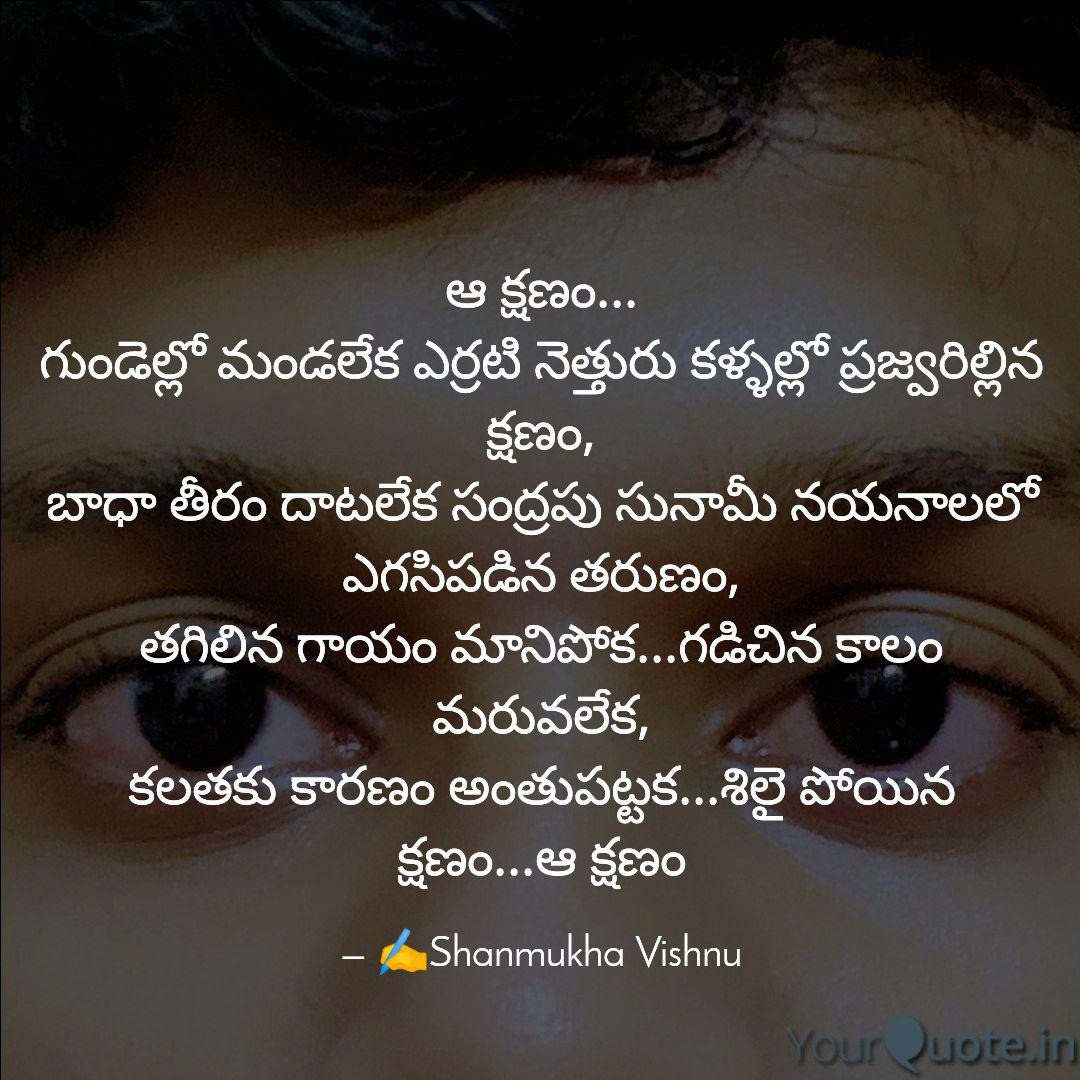 ఆ క్షణం...
గుండెల్లో మండలేక ఎర్రటి నెత్తురు కళ్ళల్లో ప్రజ్వరిల్లిన
క్షణం,
బాధా తీరం దాటలేక సంద్రపు సునామీ నయనాలలో
ఎగసిపడిన తరుణం,
తగిలిన గాయం మానిపోక...గడిచిన కాలం
మరువలేక,
కలతకు కారణం అంతుపట్టక...శిలై పోయిన
క్షణం...ఆ క్షణం
– ✍️Shanmukha Vishnu
YourQuote.in